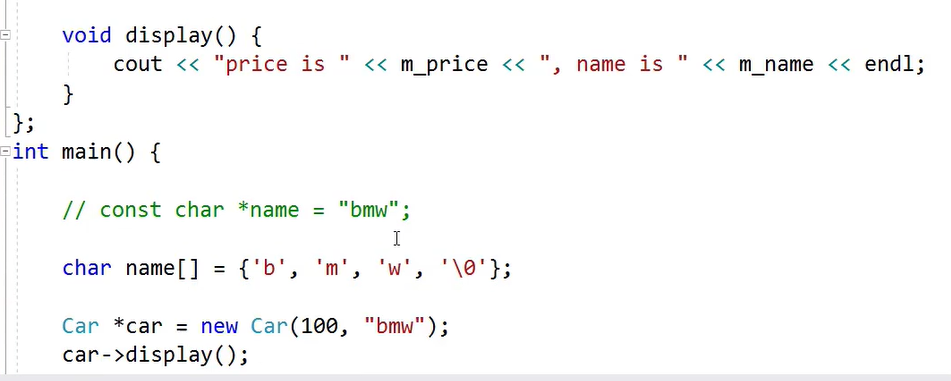 void display() {
cout << "price is " << m_price << ", name is " << m_name << endl;
}
};
int main() {
// const char *name = "bmw";
char name[] = {'b', 'm', 'w', '\0'};
Car *car = new Car(100, "bmw");
car->display();